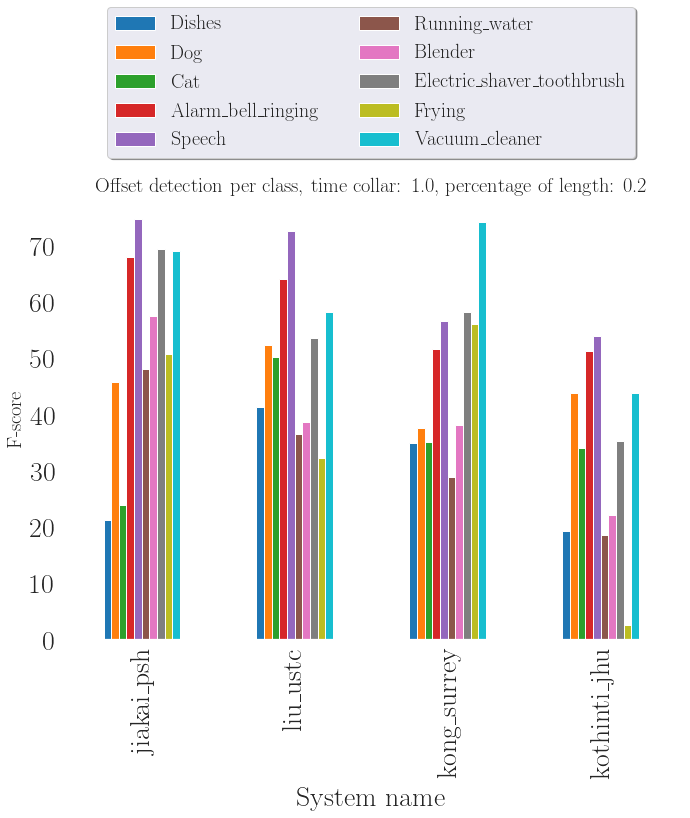 Dishes
Dog
Cat
Alarm_bell_ringing
Speech
Running_water
Blender
Electric_shaver_toothbrush
Frying
Vacuum_cleaner
Offset detection per class, time collar: 1.0, percentage of length: 0.2
70
60
50
40
30
20
10
0
F-score
jiakai_psh
liu_ustc
kong_surrey
kothinti_jhu
System name